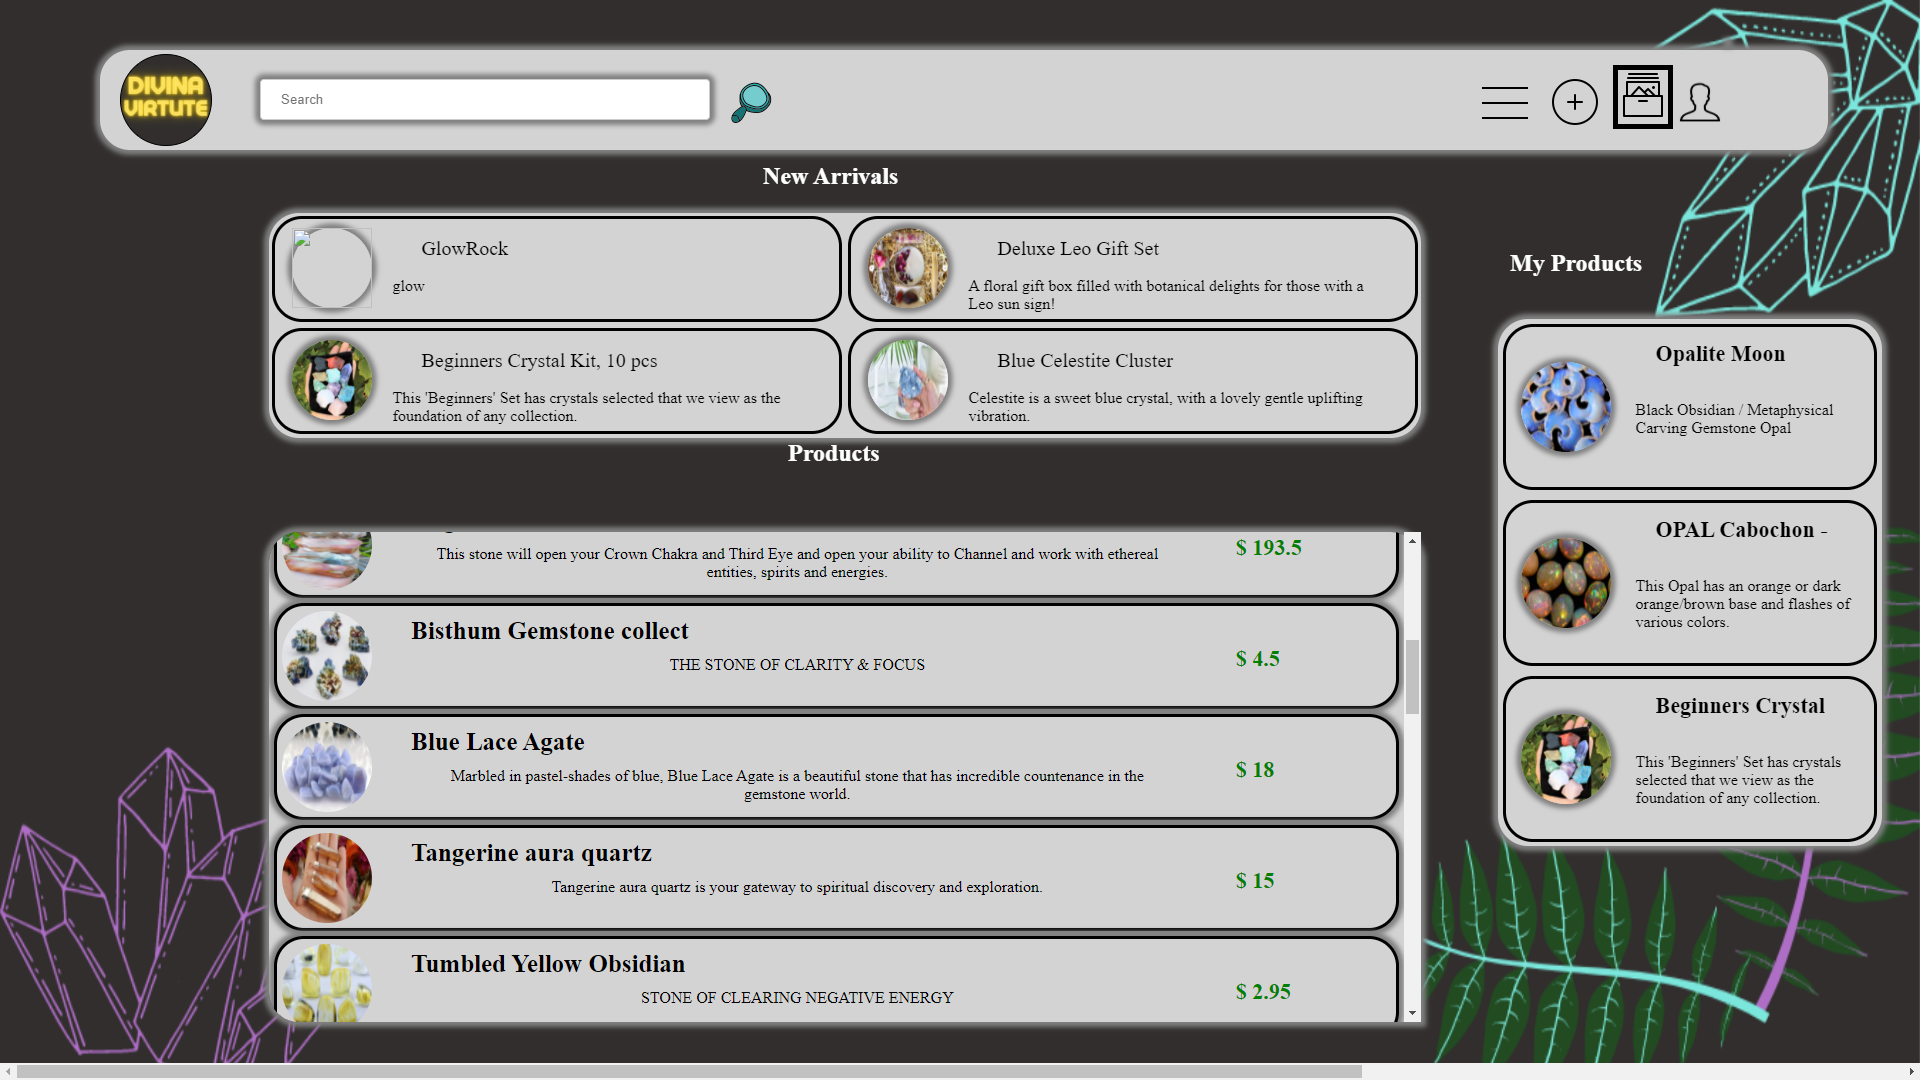 DIVINA
VIRTUTE
Search
New Arrivals
GlowRock
glow
Deluxe Leo Gift Set
A floral gift box filled with botanical delights for those with a
Leo sun sign!
Beginners Crystal Kit, 10 pcs
This 'Beginners' Set has crystals selected that we view as the
foundation of any collection.
Blue Celestite Cluster
Celestite is a sweet blue crystal, with a lovely gentle uplifting
vibration.
Products
This stone will open your Crown Chakra and Third Eye and open your ability to Channel and work with ethereal
entities, spirits and energies.
$ 193.5
Bisthum Gemstone collect
THE STONE OF CLARITY & FOCUS
$ 4.5
Blue Lace Agate
Marbled in pastel-shades of blue, Blue Lace Agate is a beautiful stone that has incredible countenance in the
gemstone world.
$ 18
Tangerine aura quartz
Tangerine aura quartz is your gateway to spiritual discovery and exploration.
$ 15
Tumbled Yellow Obsidian
STONE OF CLEARING NEGATIVE ENERGY
$ 2.95
My Products
Opalite Moon
Black Obsidian / Metaphysical
Carving Gemstone Opal
OPAL Cabochon -
This Opal has an orange or dark
orange/brown base and flashes of
various colors.
Beginners Crystal
This 'Beginners' Set has crystals
selected that we view as the
foundation of any collection.